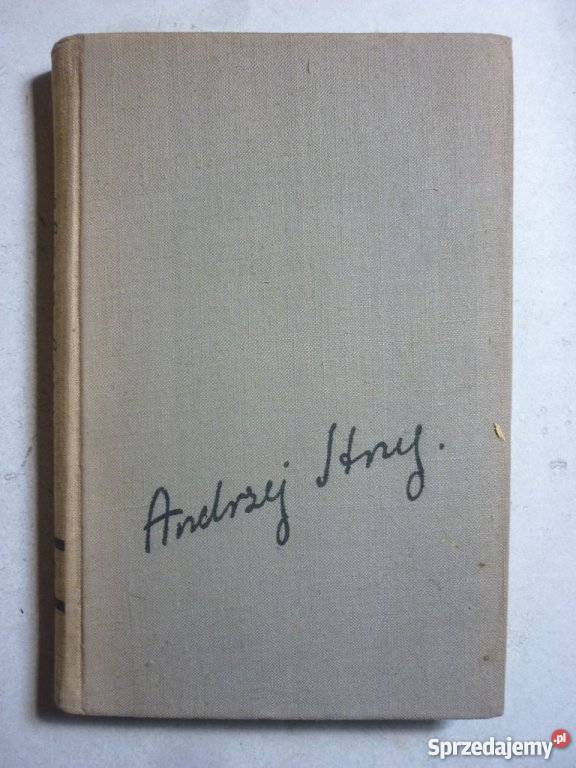 Andrzej Strug.
Sprzedajemy.pl